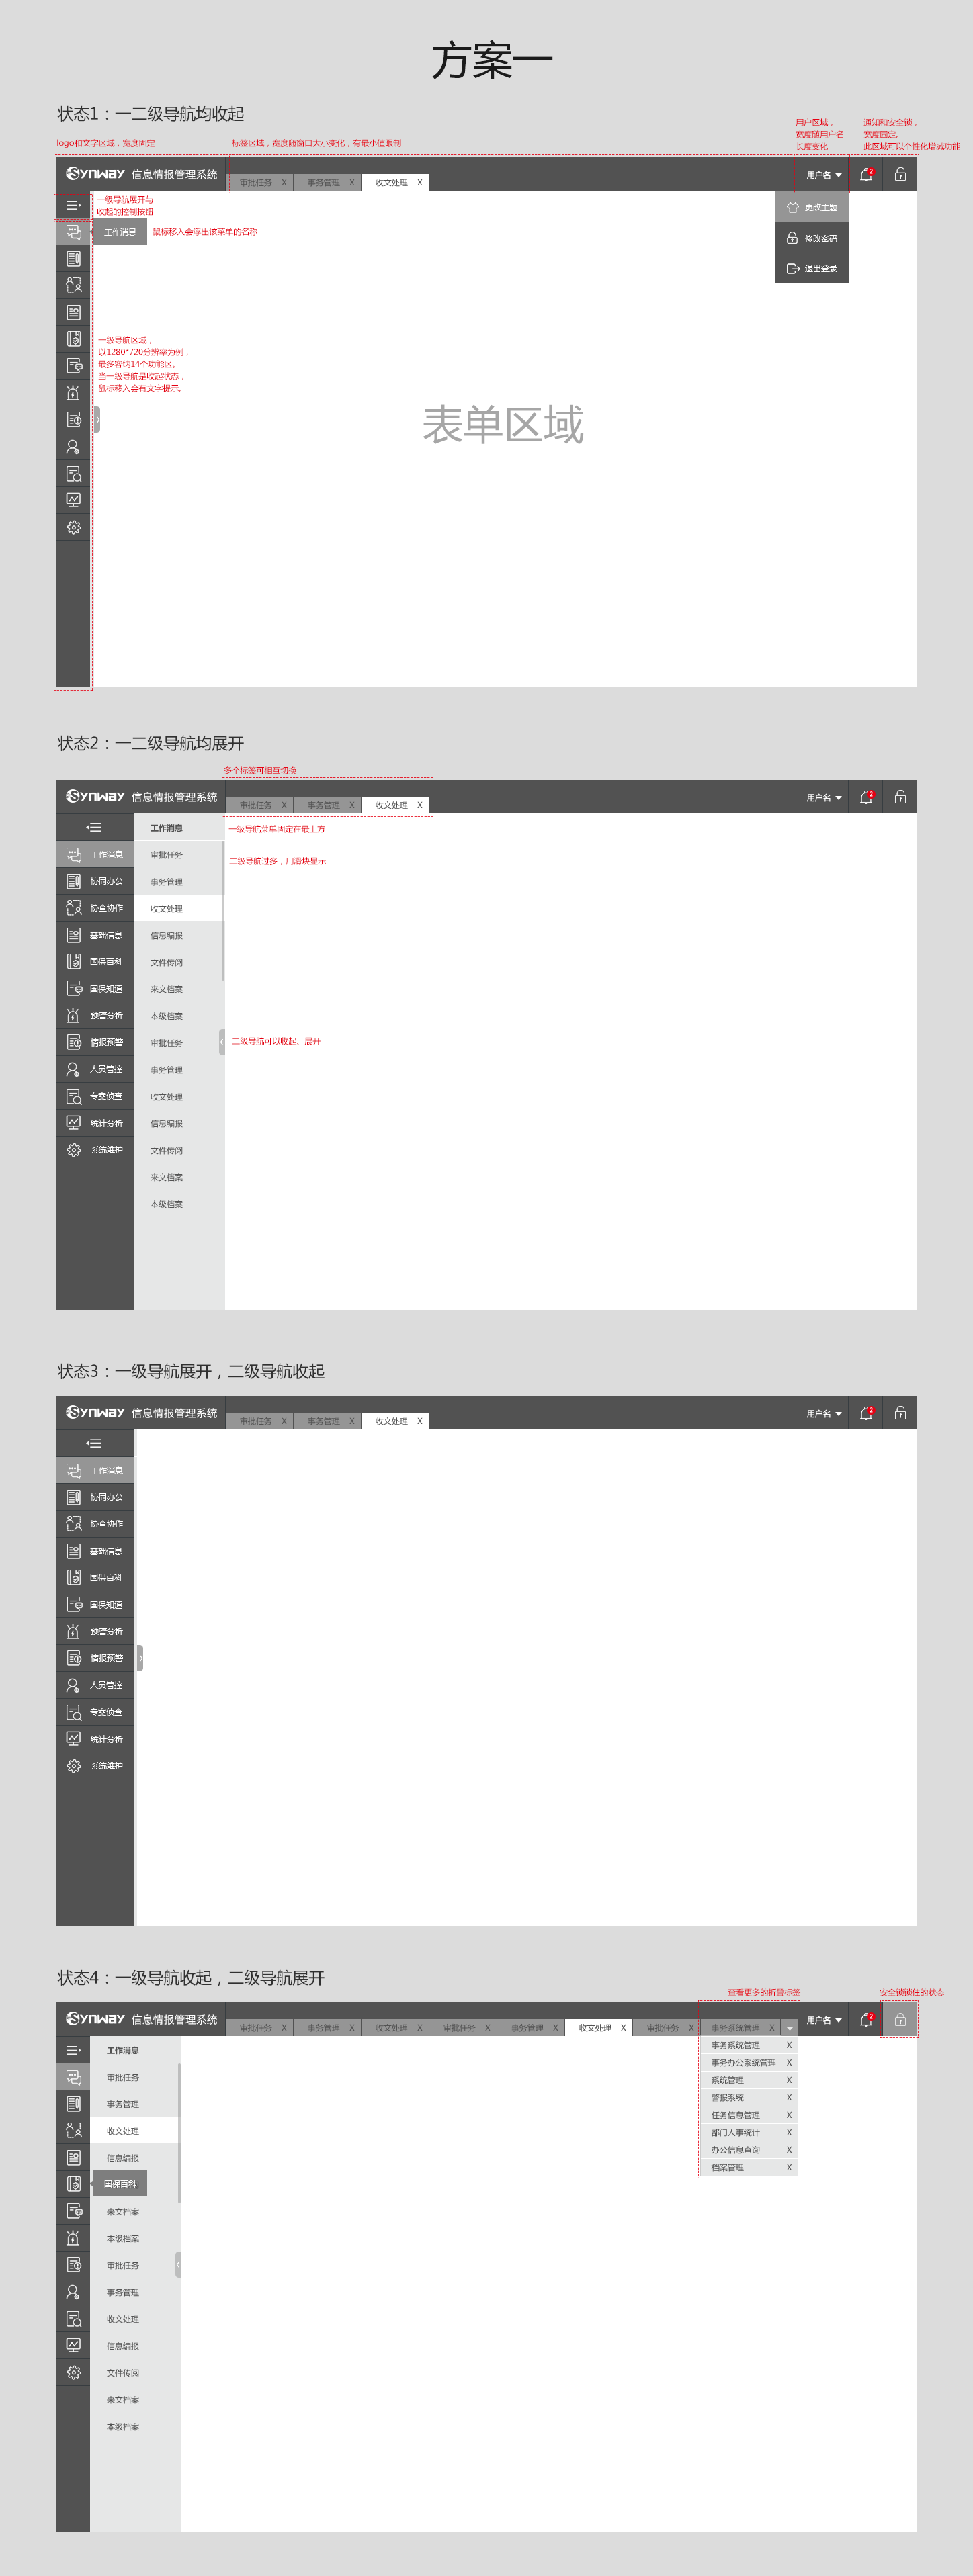 方案一
状态1：一二级导航均收起
logo和文字区域，宽度固定
标签区域，宽度随窗口大小变化，有最小值限制
用户区域，
宽度随用户名
长度变化
通知和安全锁，
宽度固定。
此区域可以个性化增减功能
SYNWAY 信息情报管理系统
审批任务 X
事务管理 X
收文处理 X
用户名
2
一级导航展开与
收起的控制按钮
更改主题
修改密码
退出登录
工作消息
鼠标移入会浮出该菜单的名称
一级导航区域，
以1280*720分辨率为例，
最多容纳14个功能区。
当一级导航是收起状态，
鼠标移入会有文字提示。
表单区域
状态2：一二级导航均展开
多个标签可相互切换
SYNWAY 信息情报管理系统
审批任务 X
事务管理 X
收文处理 X
用户名
2
工作消息
协同办公
协查协作
基础信息
国保百科
国保知道
预警分析
情报预警
人员管控
专案侦查
统计分析
系统维护
工作消息
审批任务
事务管理
收文处理
信息编报
文件传阅
来文档案
本级档案
审批任务
事务管理
收文处理
信息编报
文件传阅
来文档案
本级档案
一级导航菜单固定在最上方
二级导航过多，用滑块显示
二级导航可以收起、展开
状态3：一级导航展开，二级导航收起
SYNWAY 信息情报管理系统
审批任务 X
事务管理 X
收文处理 X
用户名
2
工作消息
协同办公
协查协作
基础信息
国保百科
国保知道
预警分析
情报预警
人员管控
专案侦查
统计分析
系统维护
状态4：一级导航收起，二级导航展开
查看更多的折叠标签
安全锁锁住的状态
SYNWAY 信息情报管理系统
审批任务 X
事务管理 X
收文处理 X
审批任务 X
事务管理 X
收文处理 X
审批任务 X
事务系统管理 X
用户名
2
事务系统管理 X
事务办公系统管理 X
系统管理 X
警报系统 X
任务信息管理 X
部门人事统计 X
办公信息查询 X
档案管理 X
工作消息
审批任务
事务管理
收文处理
信息编报
国保百科
来文档案
本级档案
审批任务
事务管理
收文处理
信息编报
文件传阅
来文档案
本级档案